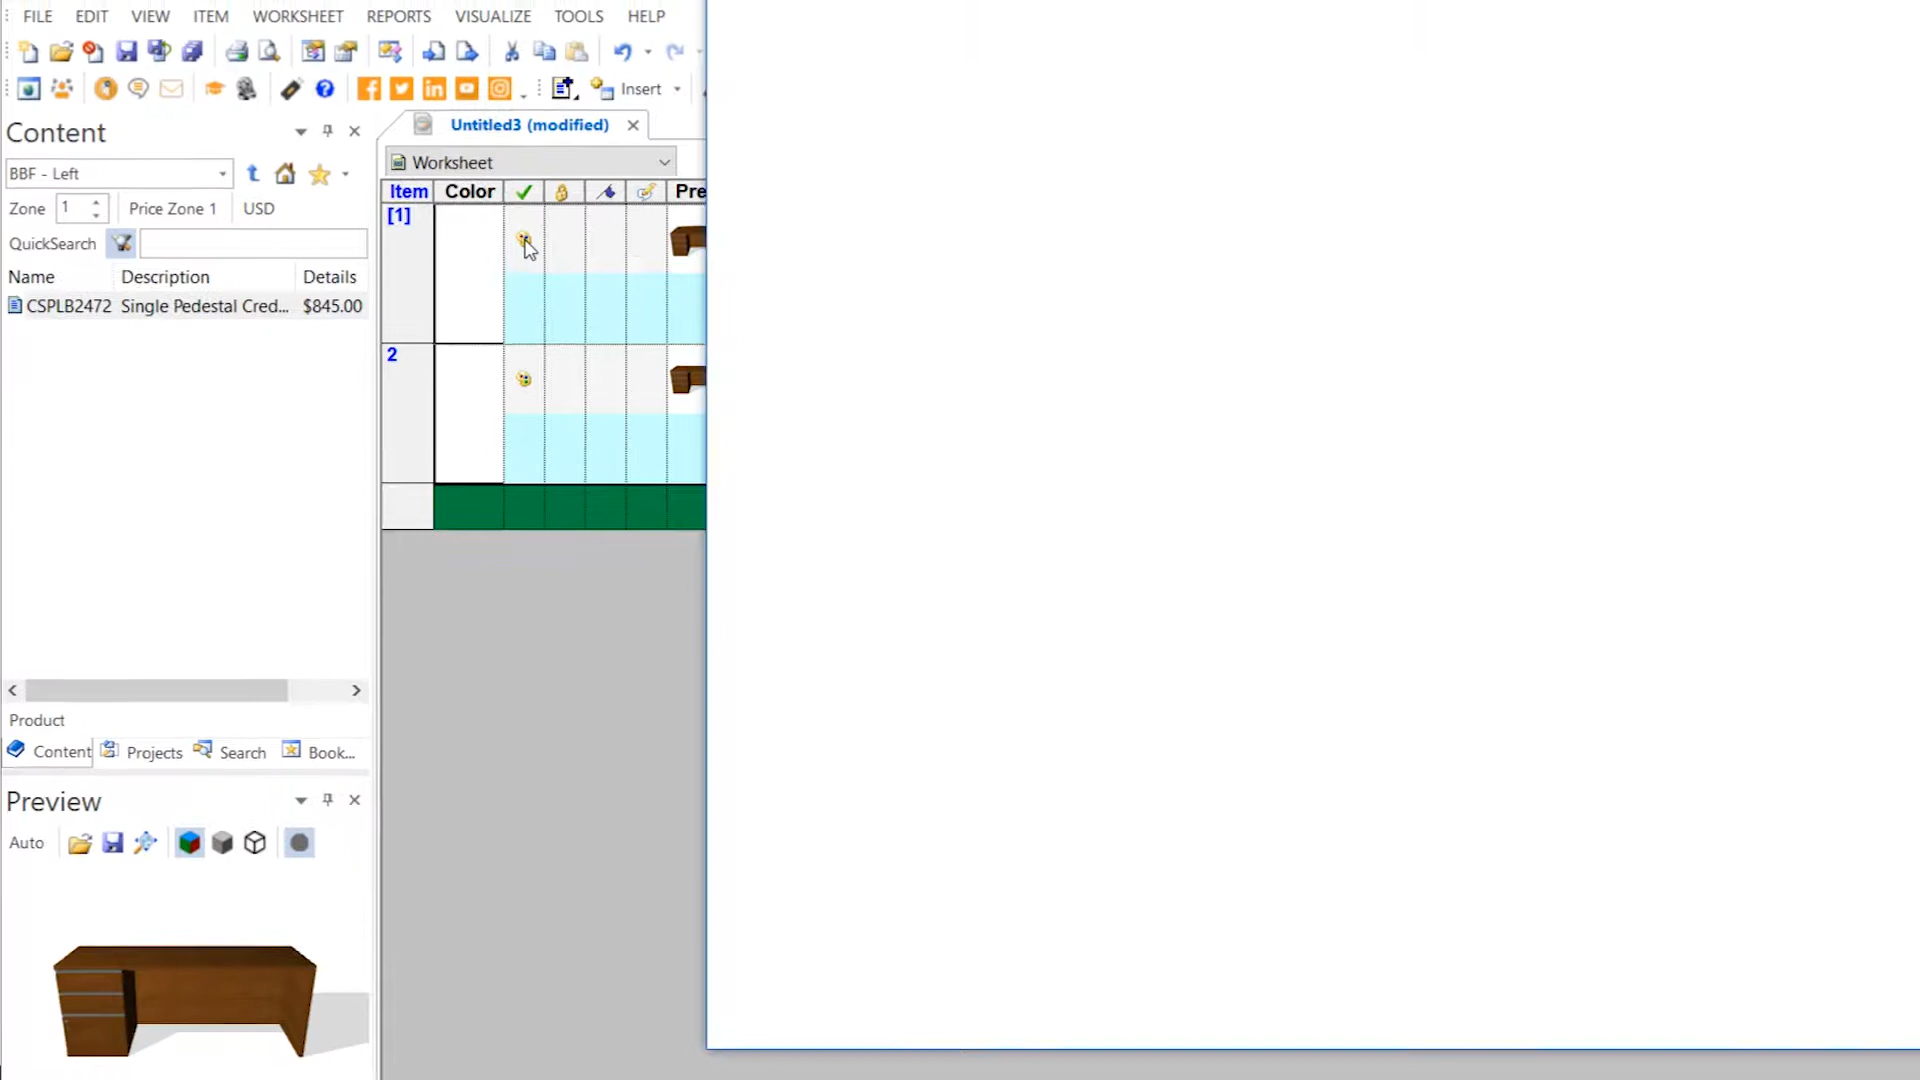 FILE EDIT VIEW ITEM WORKSHEET REPORTS VISUALIZE TOOLS HELP
Insert
Content
Untitled3 (modified)
BBF - Left
Worksheet
Item Color Pre
Zone 1 Price Zone 1 USD
[1]
QuickSearch
Name Description Details
CSPLB2472 Single Pedestal Cred... $845.00
2
Product
Content Projects Search Book...
Preview
Auto